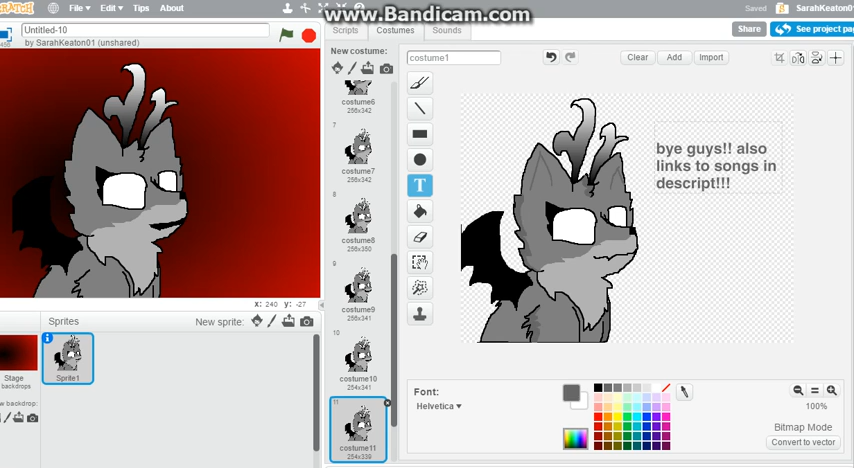 www.Bandicam.com
SCRATCH
File
Edit
Tips
About
Saved
SarahKeaton01
Untitled-10
by SarahKeaton01 (unshared)
Scripts
Costumes
Sounds
Share
See project pag
New costume:
costume1
Clear
Add
Import
costume6
256x342
7
costume7
256x342
8
costume8
256x350
9
costume9
256x341
10
costume10
254x341
11
costume11
254x339
bye guys!! also
links to songs in
descript!!!
T
x: 240 y: -27
Sprites
New sprite:
Stage
backdrops
Sprite1
w backdrop:
Font:
Helvetica
100%
Bitmap Mode
Convert to vector